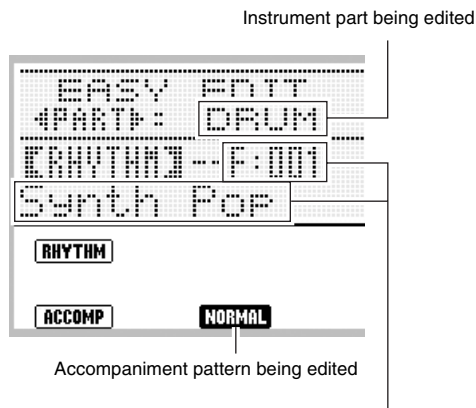 Instrument part being edited
EASY EDIT
◀PART▶: DRUM
【RHYTHM】--F:001
Synth Pop
RHYTHM
ACCOMP NORMAL
Accompaniment pattern being edited